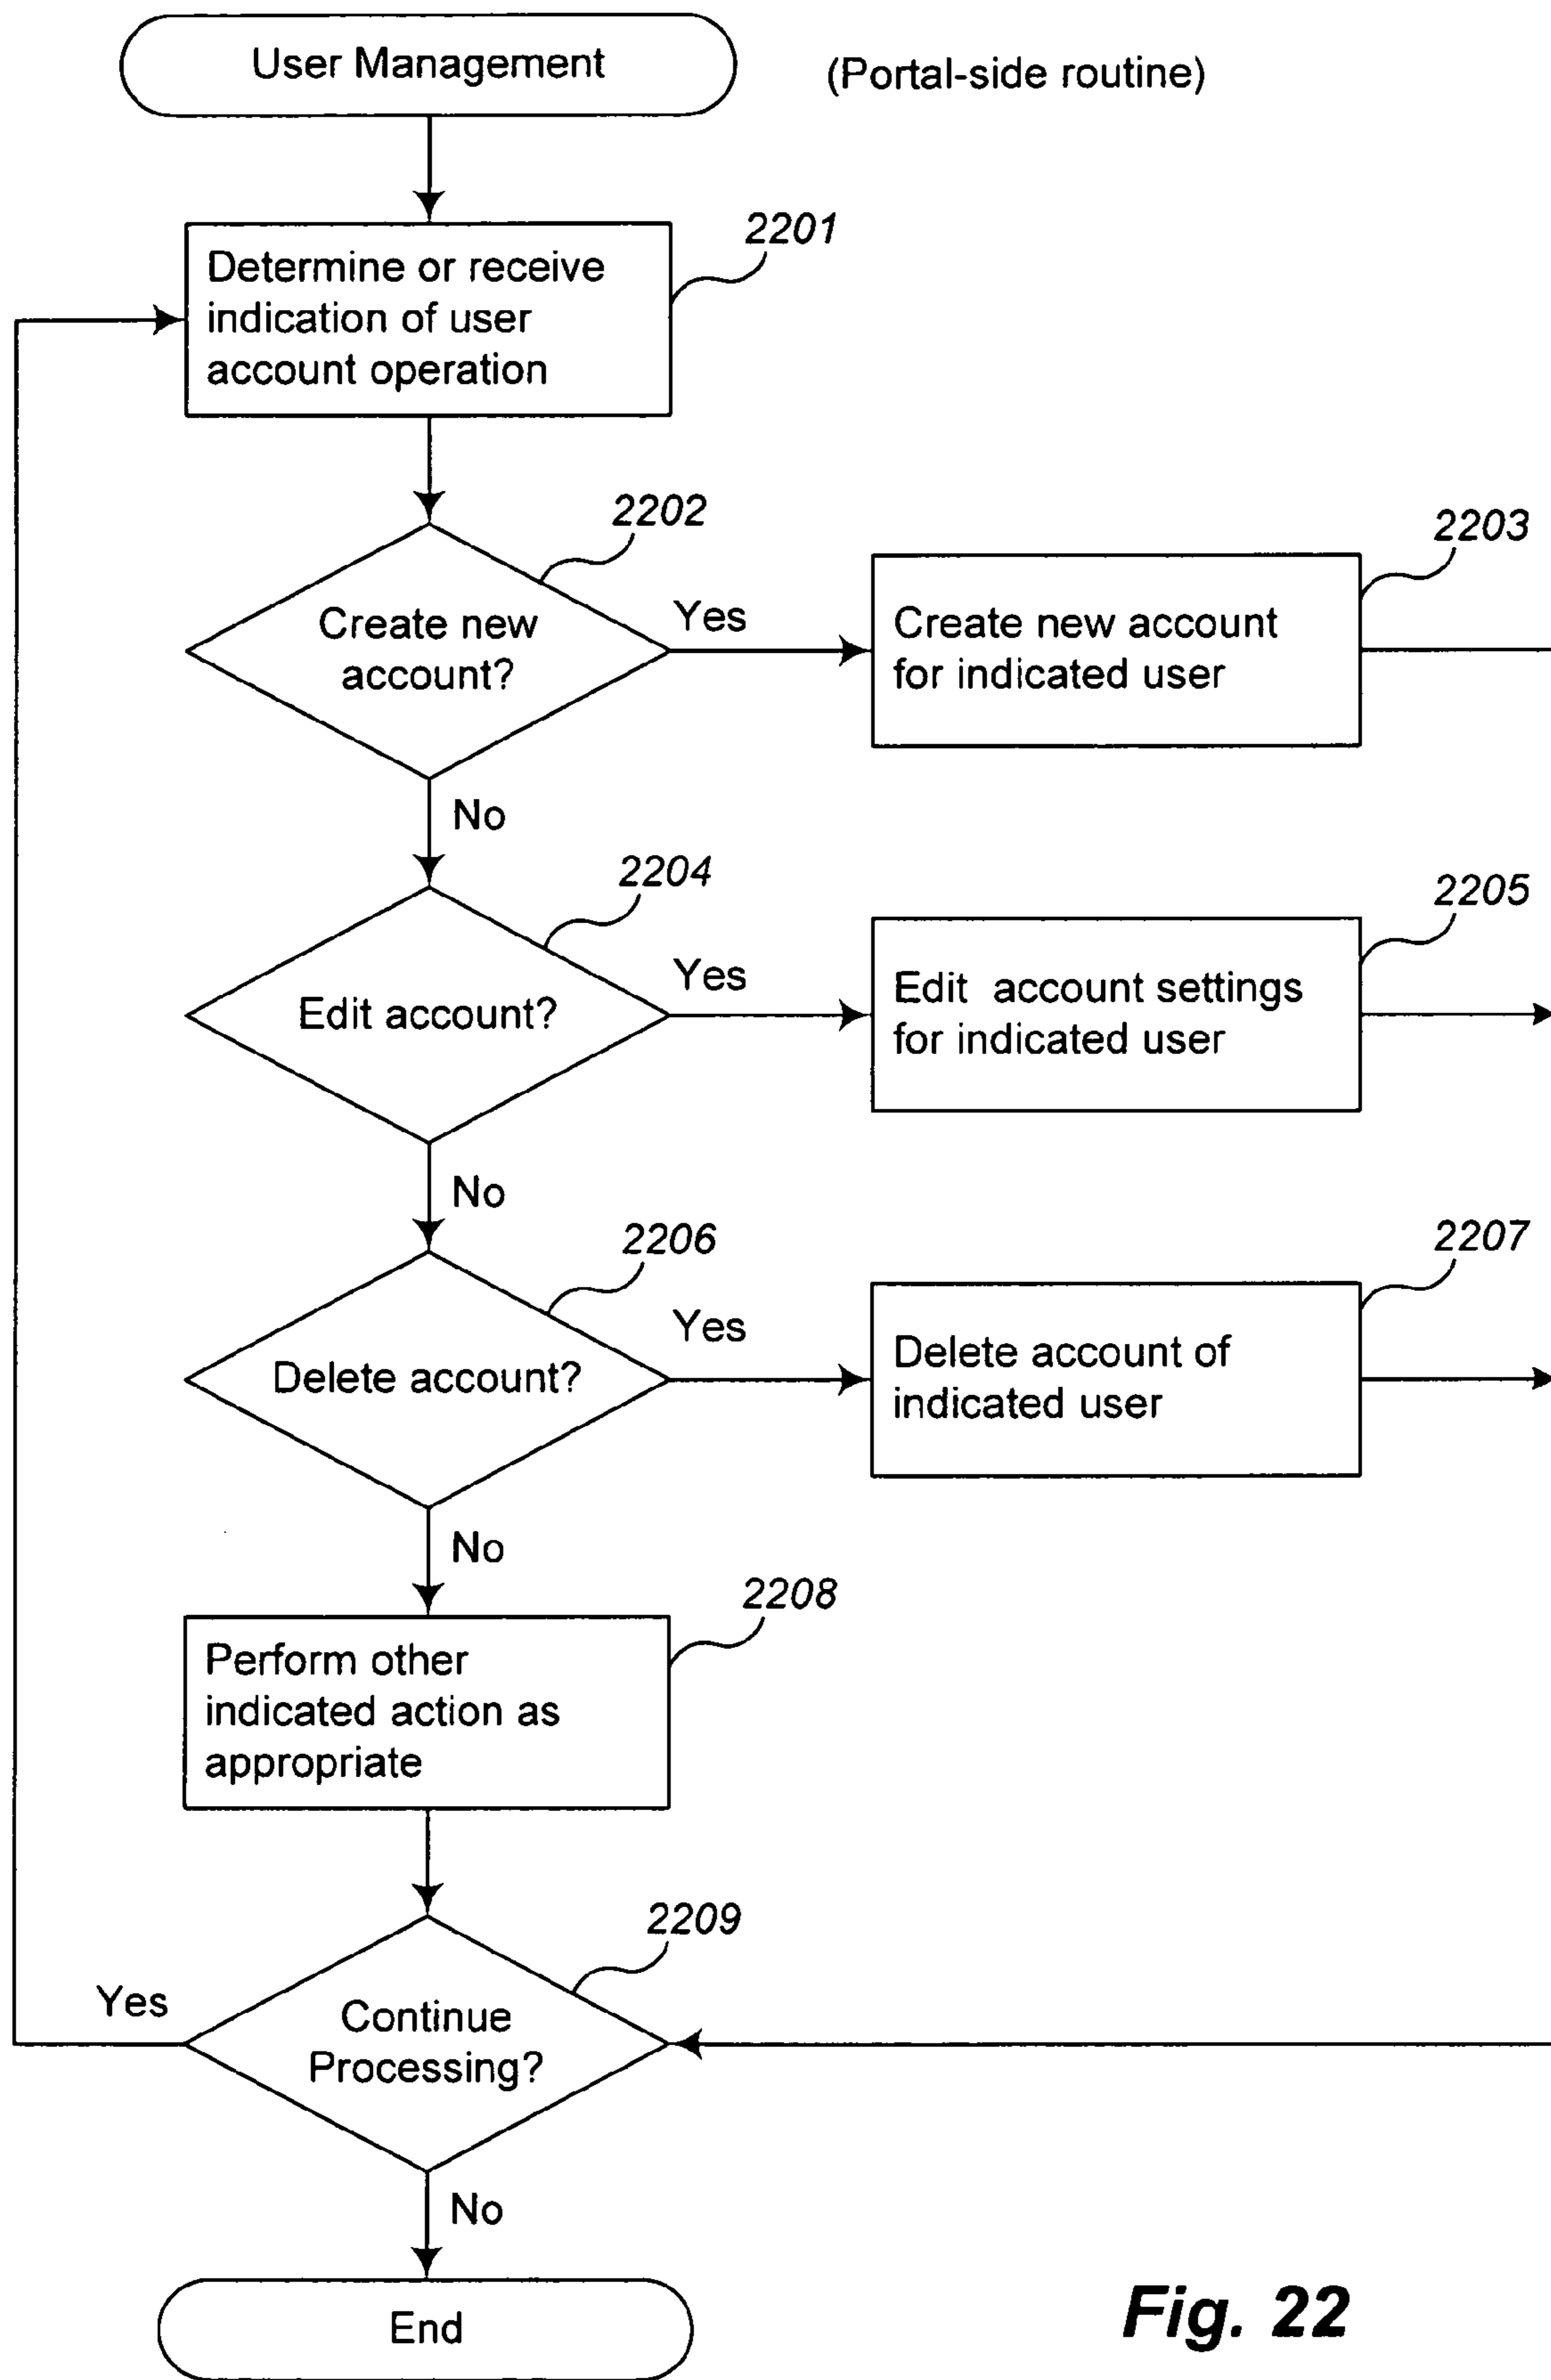 User Management
(Portal-side routine)
2201
Determine or receive
indication of user
account operation
2202
Create new
account?
Yes
2203
Create new account
for indicated user
No
2204
Edit account?
Yes
2205
Edit account settings
for indicated user
No
2206
Delete account?
Yes
2207
Delete account of
indicated user
No
2208
Perform other
indicated action as
appropriate
2209
Continue
Processing?
Yes
No
End
Fig. 22